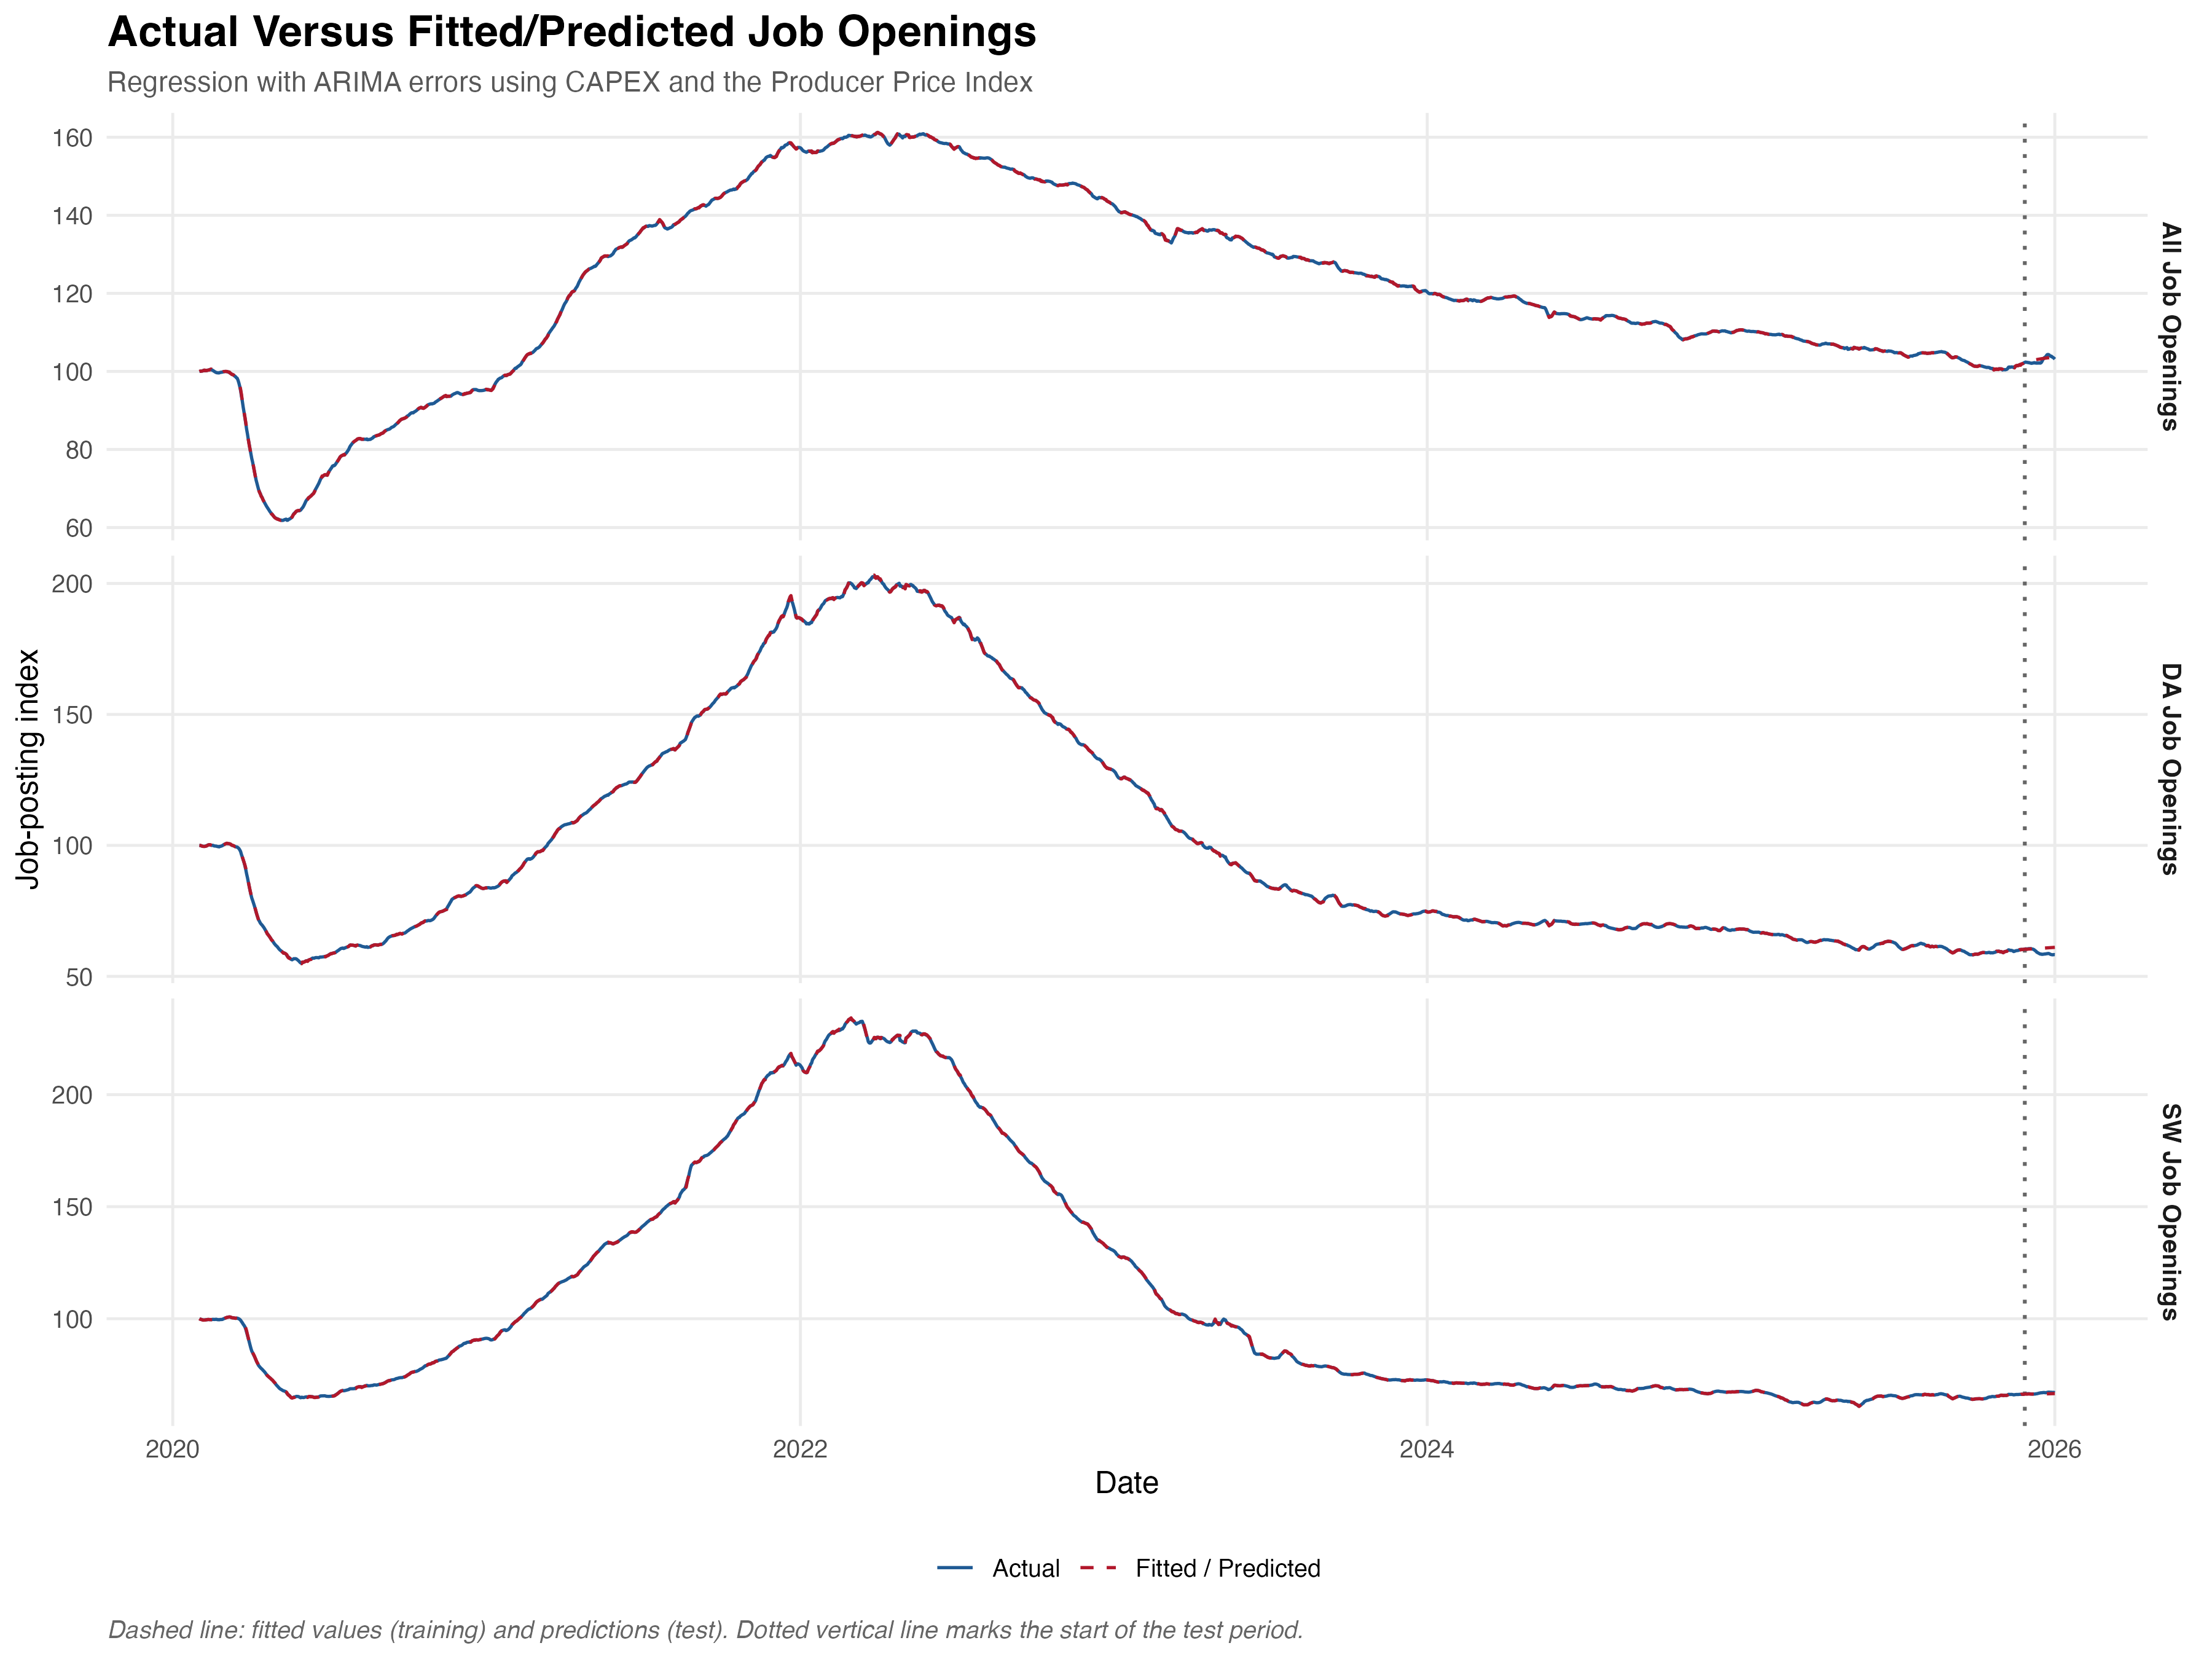 Actual Versus Fitted/Predicted Job Openings
Regression with ARIMA errors using CAPEX and the Producer Price Index
160
140
120
100
80
60
All Job Openings
200
150
100
50
DA Job Openings
Job-posting index
200
150
100
SW Job Openings
2020
2022
2024
2026
Date
Actual
Fitted / Predicted
Dashed line: fitted values (training) and predictions (test). Dotted vertical line marks the start of the test period.